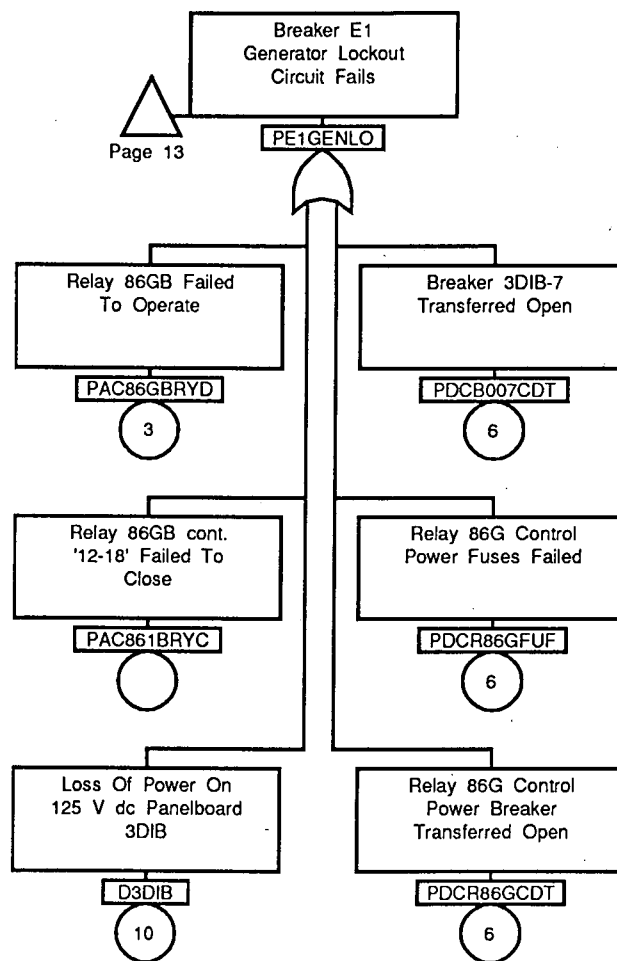 Breaker E1
Generator Lockout
Circuit Fails
Page 13
PE1GENLO
Relay 86GB Failed
To Operate
PAC86GBRYD
3
Breaker 3DIB-7
Transferred Open
PDCB007CDT
6
Relay 86GB cont.
'12-18' Failed To
Close
PAC861BRYC
Relay 86G Control
Power Fuses Failed
PDCR86GFUF
6
Loss Of Power On
125 V dc Panelboard
3DIB
D3DIB
10
Relay 86G Control
Power Breaker
Transferred Open
PDCR86GCDT
6